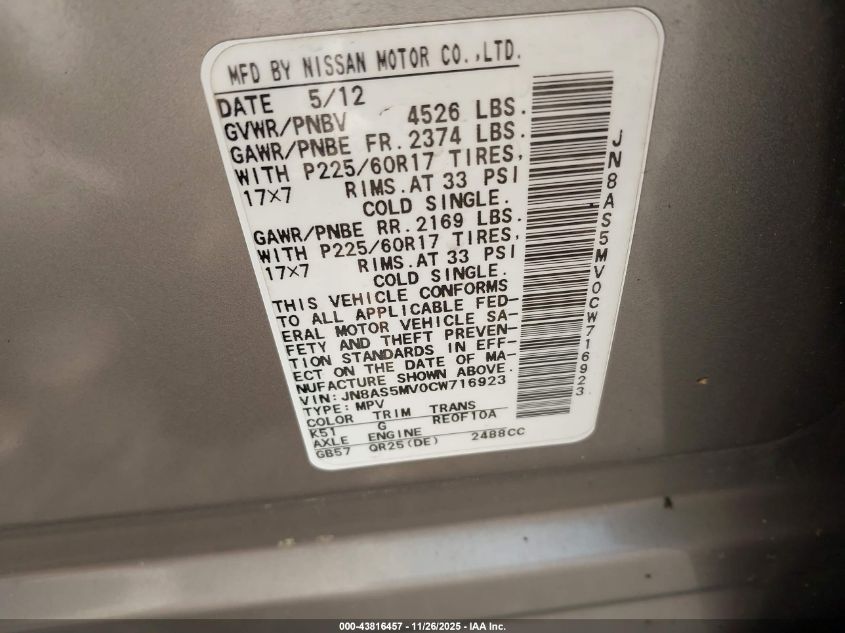 MFD BY NISSAN MOTOR CO.,LTD.
DATE 5/12
GVWR/PNBV 4526 LBS.
GAWR/PNBE FR. 2374 LBS.
WITH P225/60R17 TIRES,
17×7 RIMS.AT 33 PSI
COLD SINGLE.
GAWR/PNBE RR. 2169 LBS.
WITH P225/60R17 TIRES,
17×7 RIMS.AT 33 PSI
COLD SINGLE.
THIS VEHICLE CONFORMS
TO ALL APPLICABLE FED-
ERAL MOTOR VEHICLE SA-
FETY AND THEFT PREVEN-
TION STANDARDS IN EFF-
ECT ON THE DATE OF MA-
NUFACTURE SHOWN ABOVE.
VIN: JN8AS5MV0CW716923
TYPE: MPV
COLOR TRIM TRANS
K51 G RE0F10A
AXLE ENGINE
GB57 QR25(DE) 2488CC
JN8AS5MV0CW716923
000-43816457 - 11/26/2025 - IAA Inc.